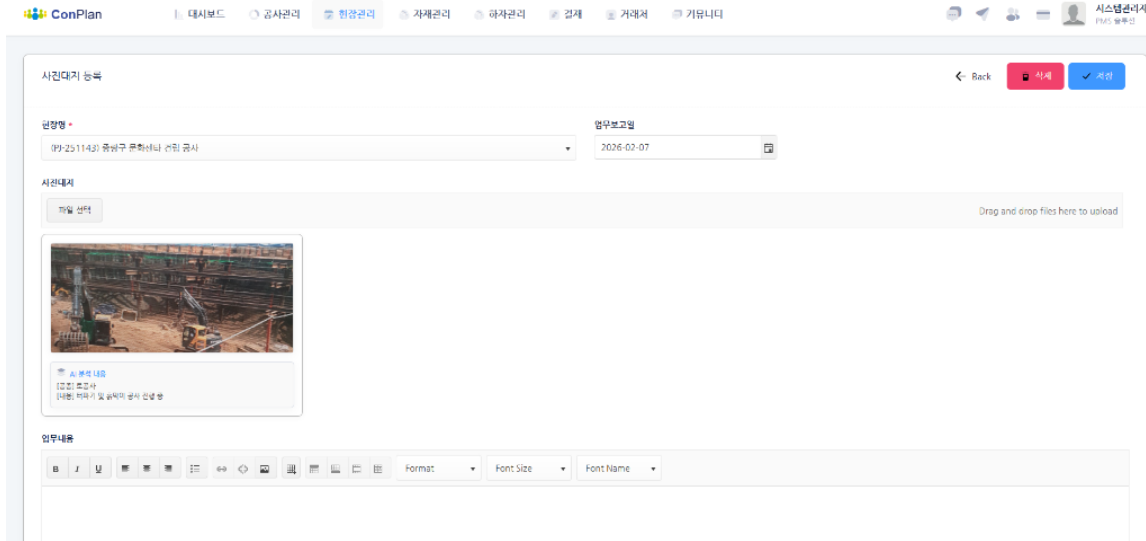 ConPlan 대시보드 공사관리 현장관리 자재관리 하자관리 결재 거래처 커뮤니티
시스템관리자
PMS 솔루션
사진대지 등록
Back 삭제 저장
현장명 * 업무보고일
(PJ-251143) 중랑구 문화센타 건립 공사 2026-02-07
사진대지
파일 선택 Drag and drop files here to upload
AI 분석 내용
[공종] 토공사
[내용] 터파기 및 흙막이 공사 진행 중
업무내용
B I U Format Font Size Font Name